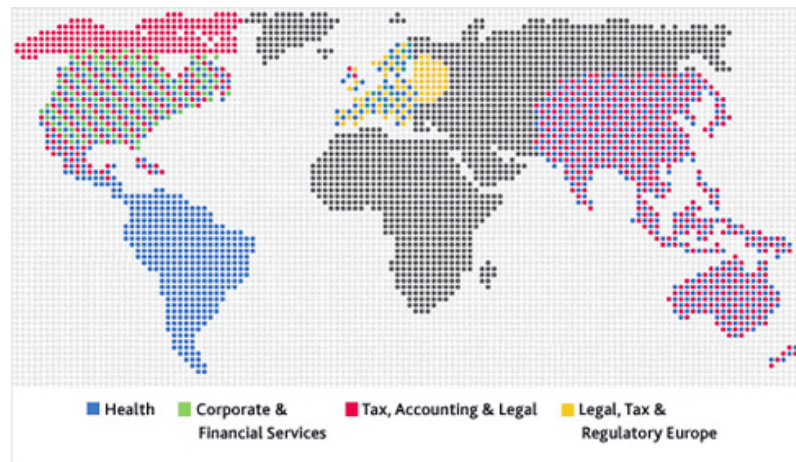 Health
Corporate &
Financial Services
Tax, Accounting & Legal
Legal, Tax &
Regulatory Europe